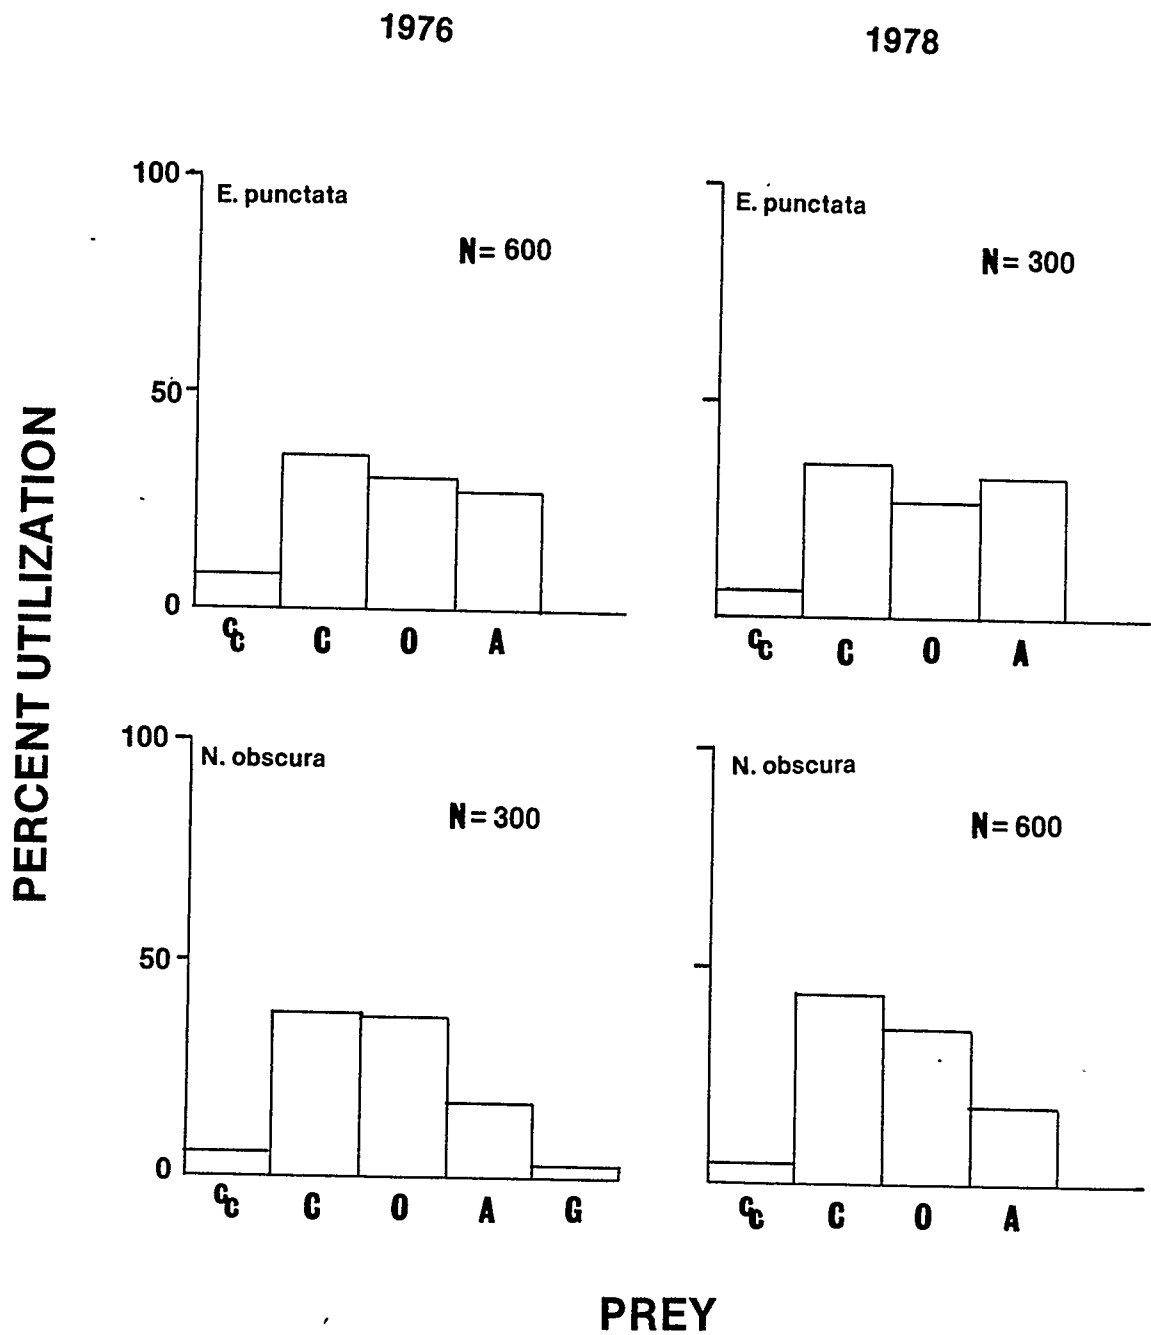 1976
1978
100
E. punctata
N= 600
50
0
CC C O A
E. punctata
N= 300
CC C O A
100
N. obscura
N= 300
50
0
CC C O A G
N. obscura
N= 600
CC C O A
PERCENT UTILIZATION
PREY